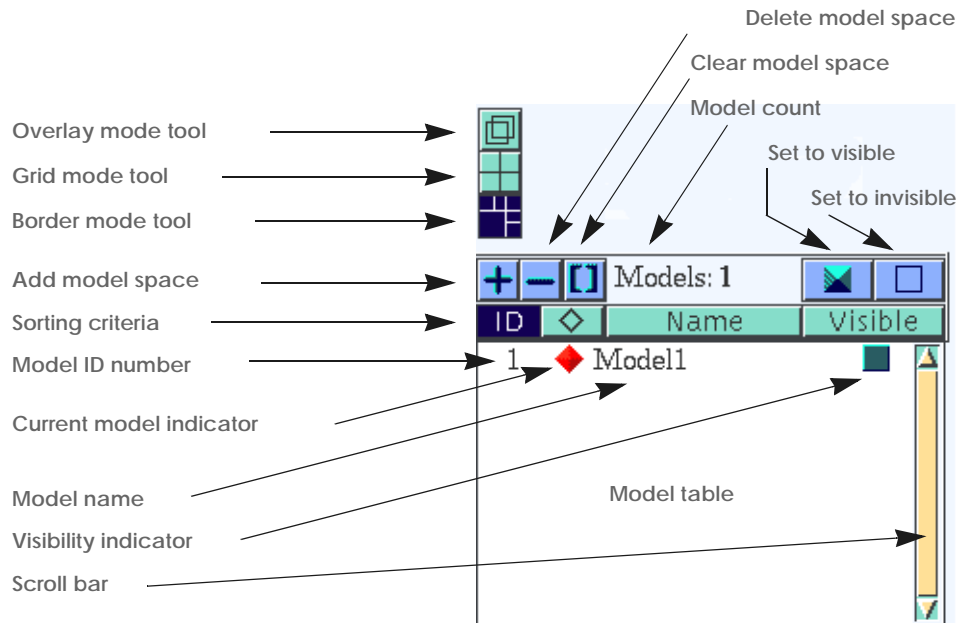 Delete model space
Clear model space
Model count
Overlay mode tool
Set to visible
Grid mode tool
Set to invisible
Border mode tool
Add model space
Models: 1
Sorting criteria
ID Name Visible
Model ID number
1 Model1
Current model indicator
Model name
Model table
Visibility indicator
Scroll bar